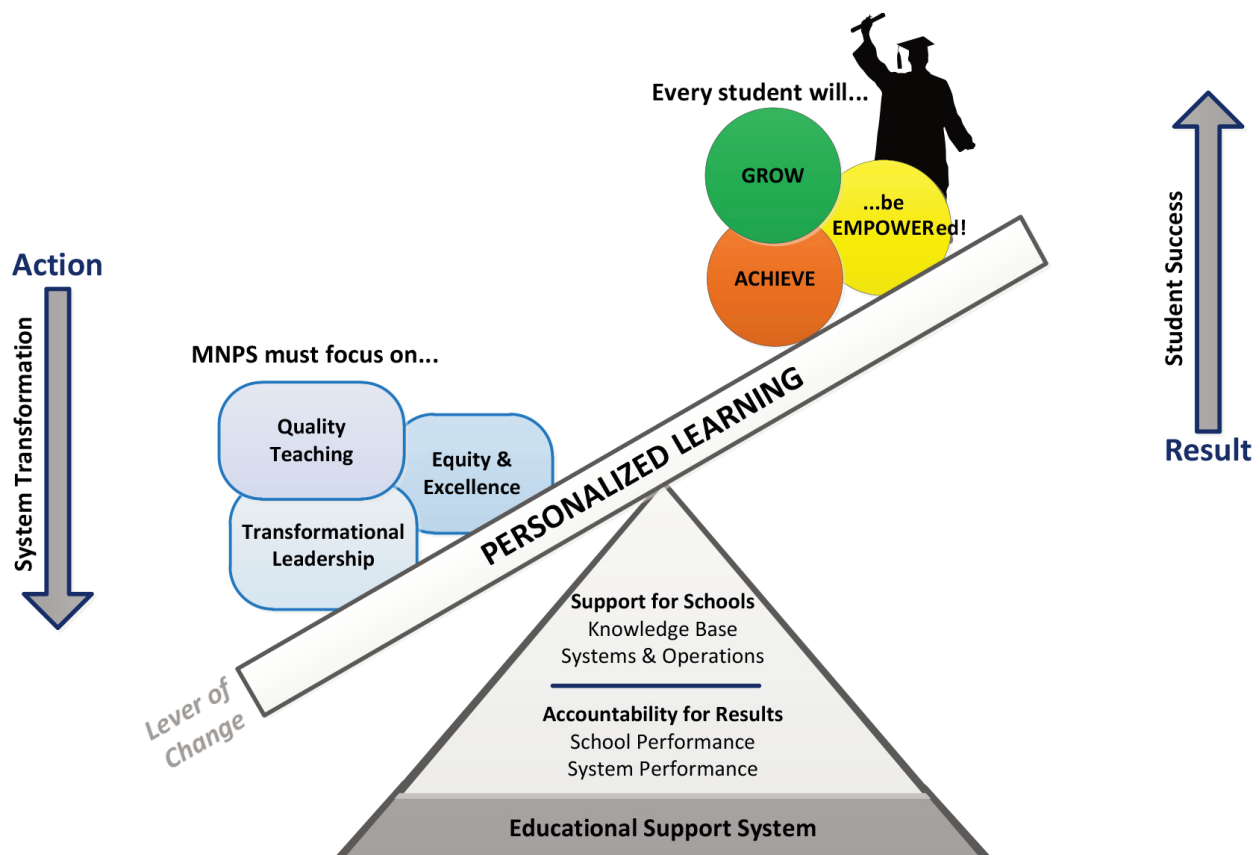 Every student will...
GROW
...be
EMPOWERed!
ACHIEVE
Action
System Transformation
Student Success
Result
MNPS must focus on...
Quality
Teaching
Equity &
Excellence
Transformational
Leadership
PERSONALIZED LEARNING
Lever of
Change
Support for Schools
Knowledge Base
Systems & Operations
Accountability for Results
School Performance
System Performance
Educational Support System